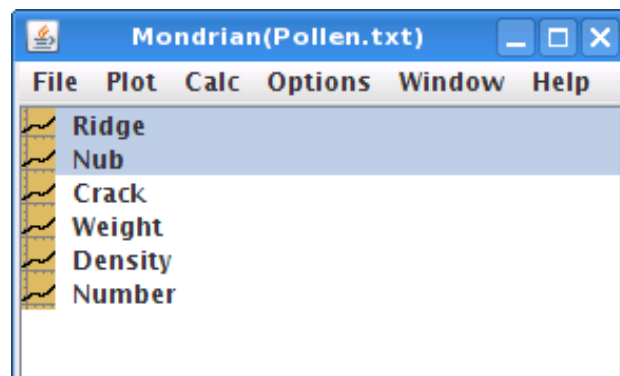 Mondrian(Pollen.txt)
File Plot Calc Options Window Help
Ridge
Nub
Crack
Weight
Density
Number